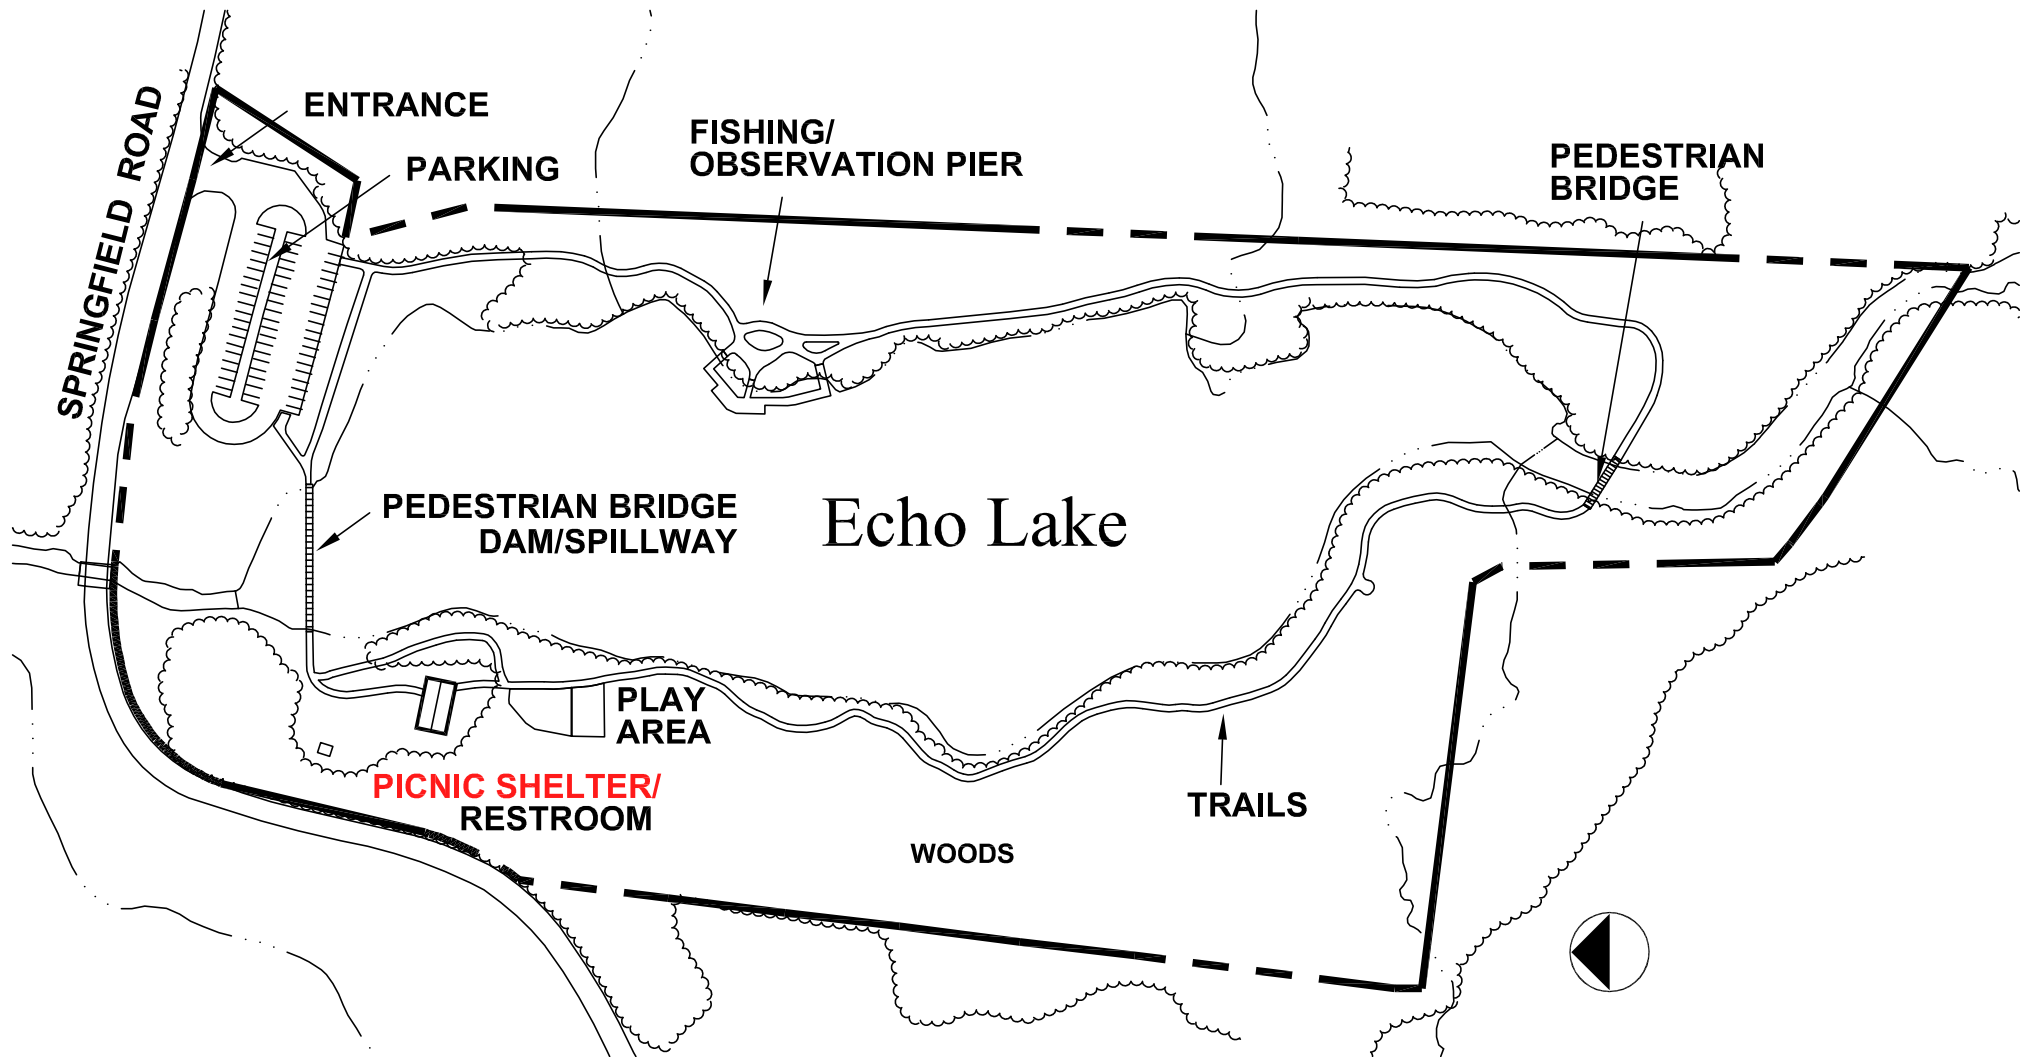 ENTRANCE
PARKING
FISHING/
OBSERVATION PIER
PEDESTRIAN
BRIDGE
SPRINGFIELD ROAD
PEDESTRIAN BRIDGE
DAM/SPILLWAY
Echo Lake
PLAY
AREA
PICNIC SHELTER/
RESTROOM
TRAILS
WOODS